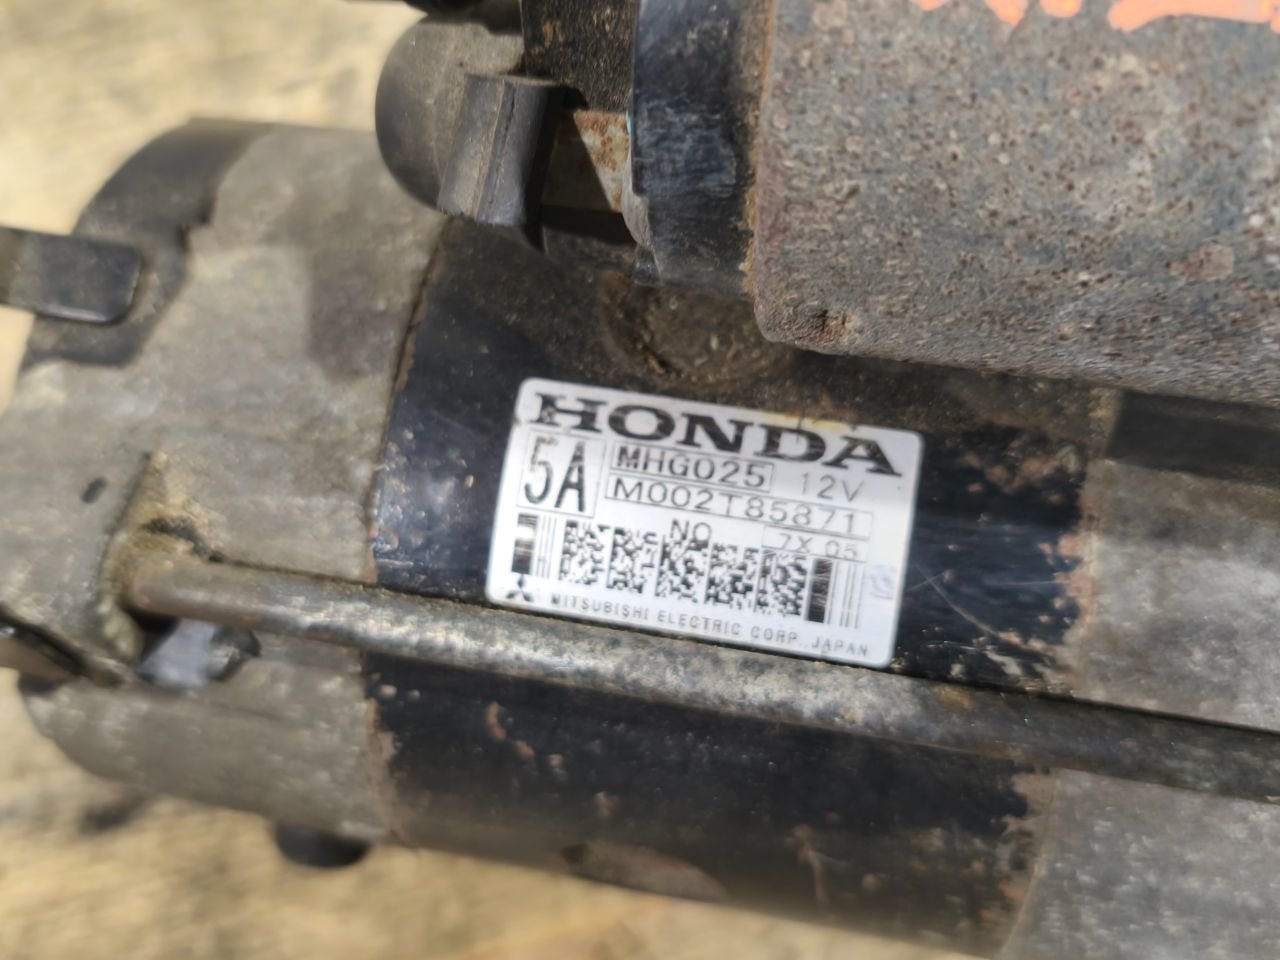 HONDA
5A
MHG025 12V
M002T85871
NO 7X 05
MITSUBISHI ELECTRIC CORP., JAPAN